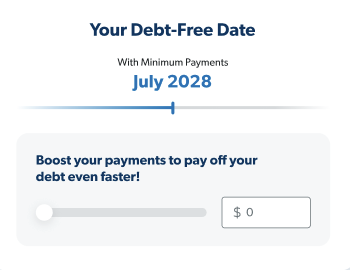 Your Debt-Free Date
With Minimum Payments
July 2028
Boost your payments to pay off your
debt even faster!
$ 0